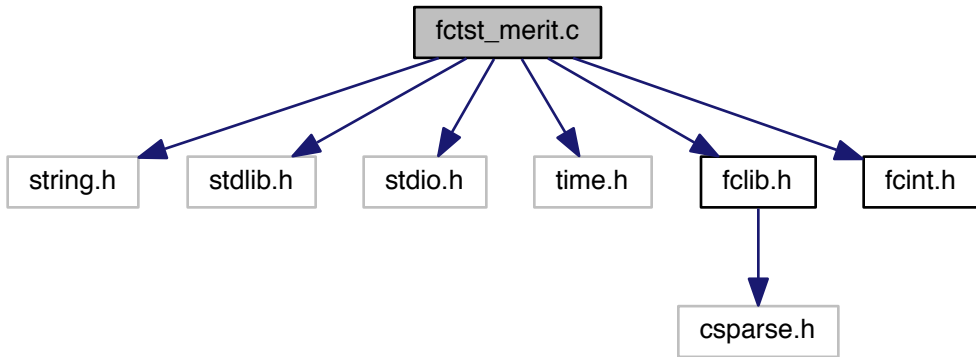 fctst_merit.c
string.h
stdlib.h
stdio.h
time.h
fclib.h
fcint.h
csparse.h